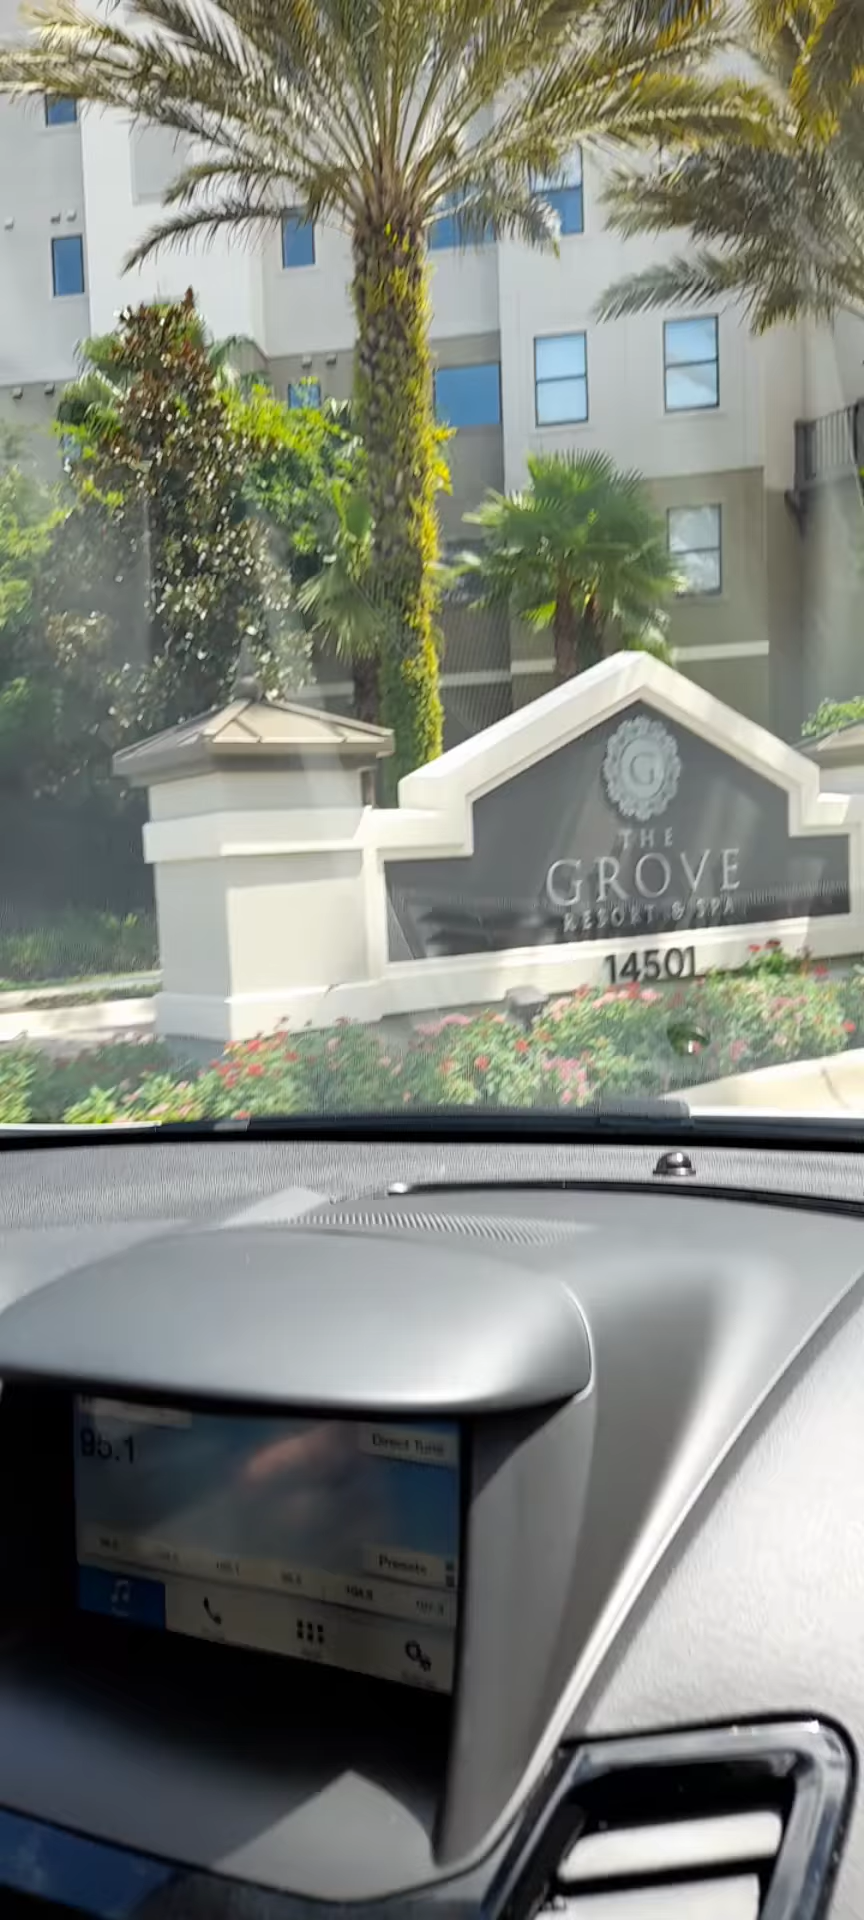 G
THE
GROVE
RESORT & SPA
14501
95.1
Direct Tune
Presets